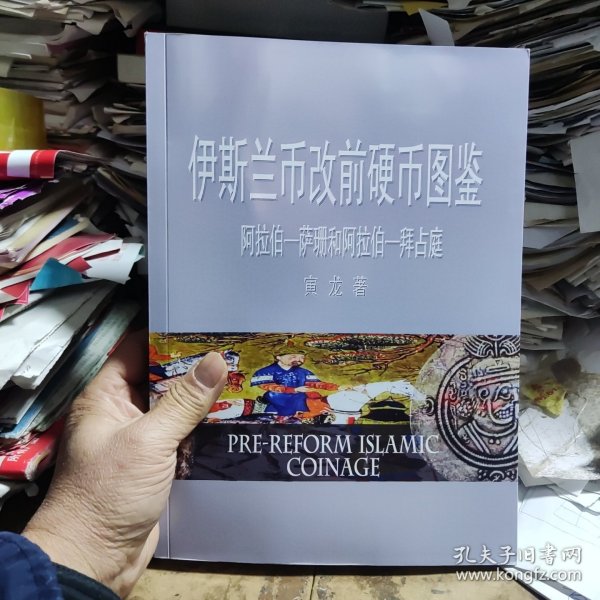 伊斯兰币改前硬币图鉴
阿拉伯—萨珊和阿拉伯—拜占庭
寅 龙 著
PRE-REFORM ISLAMIC
COINAGE
孔夫子旧书网
www.kongfz.com